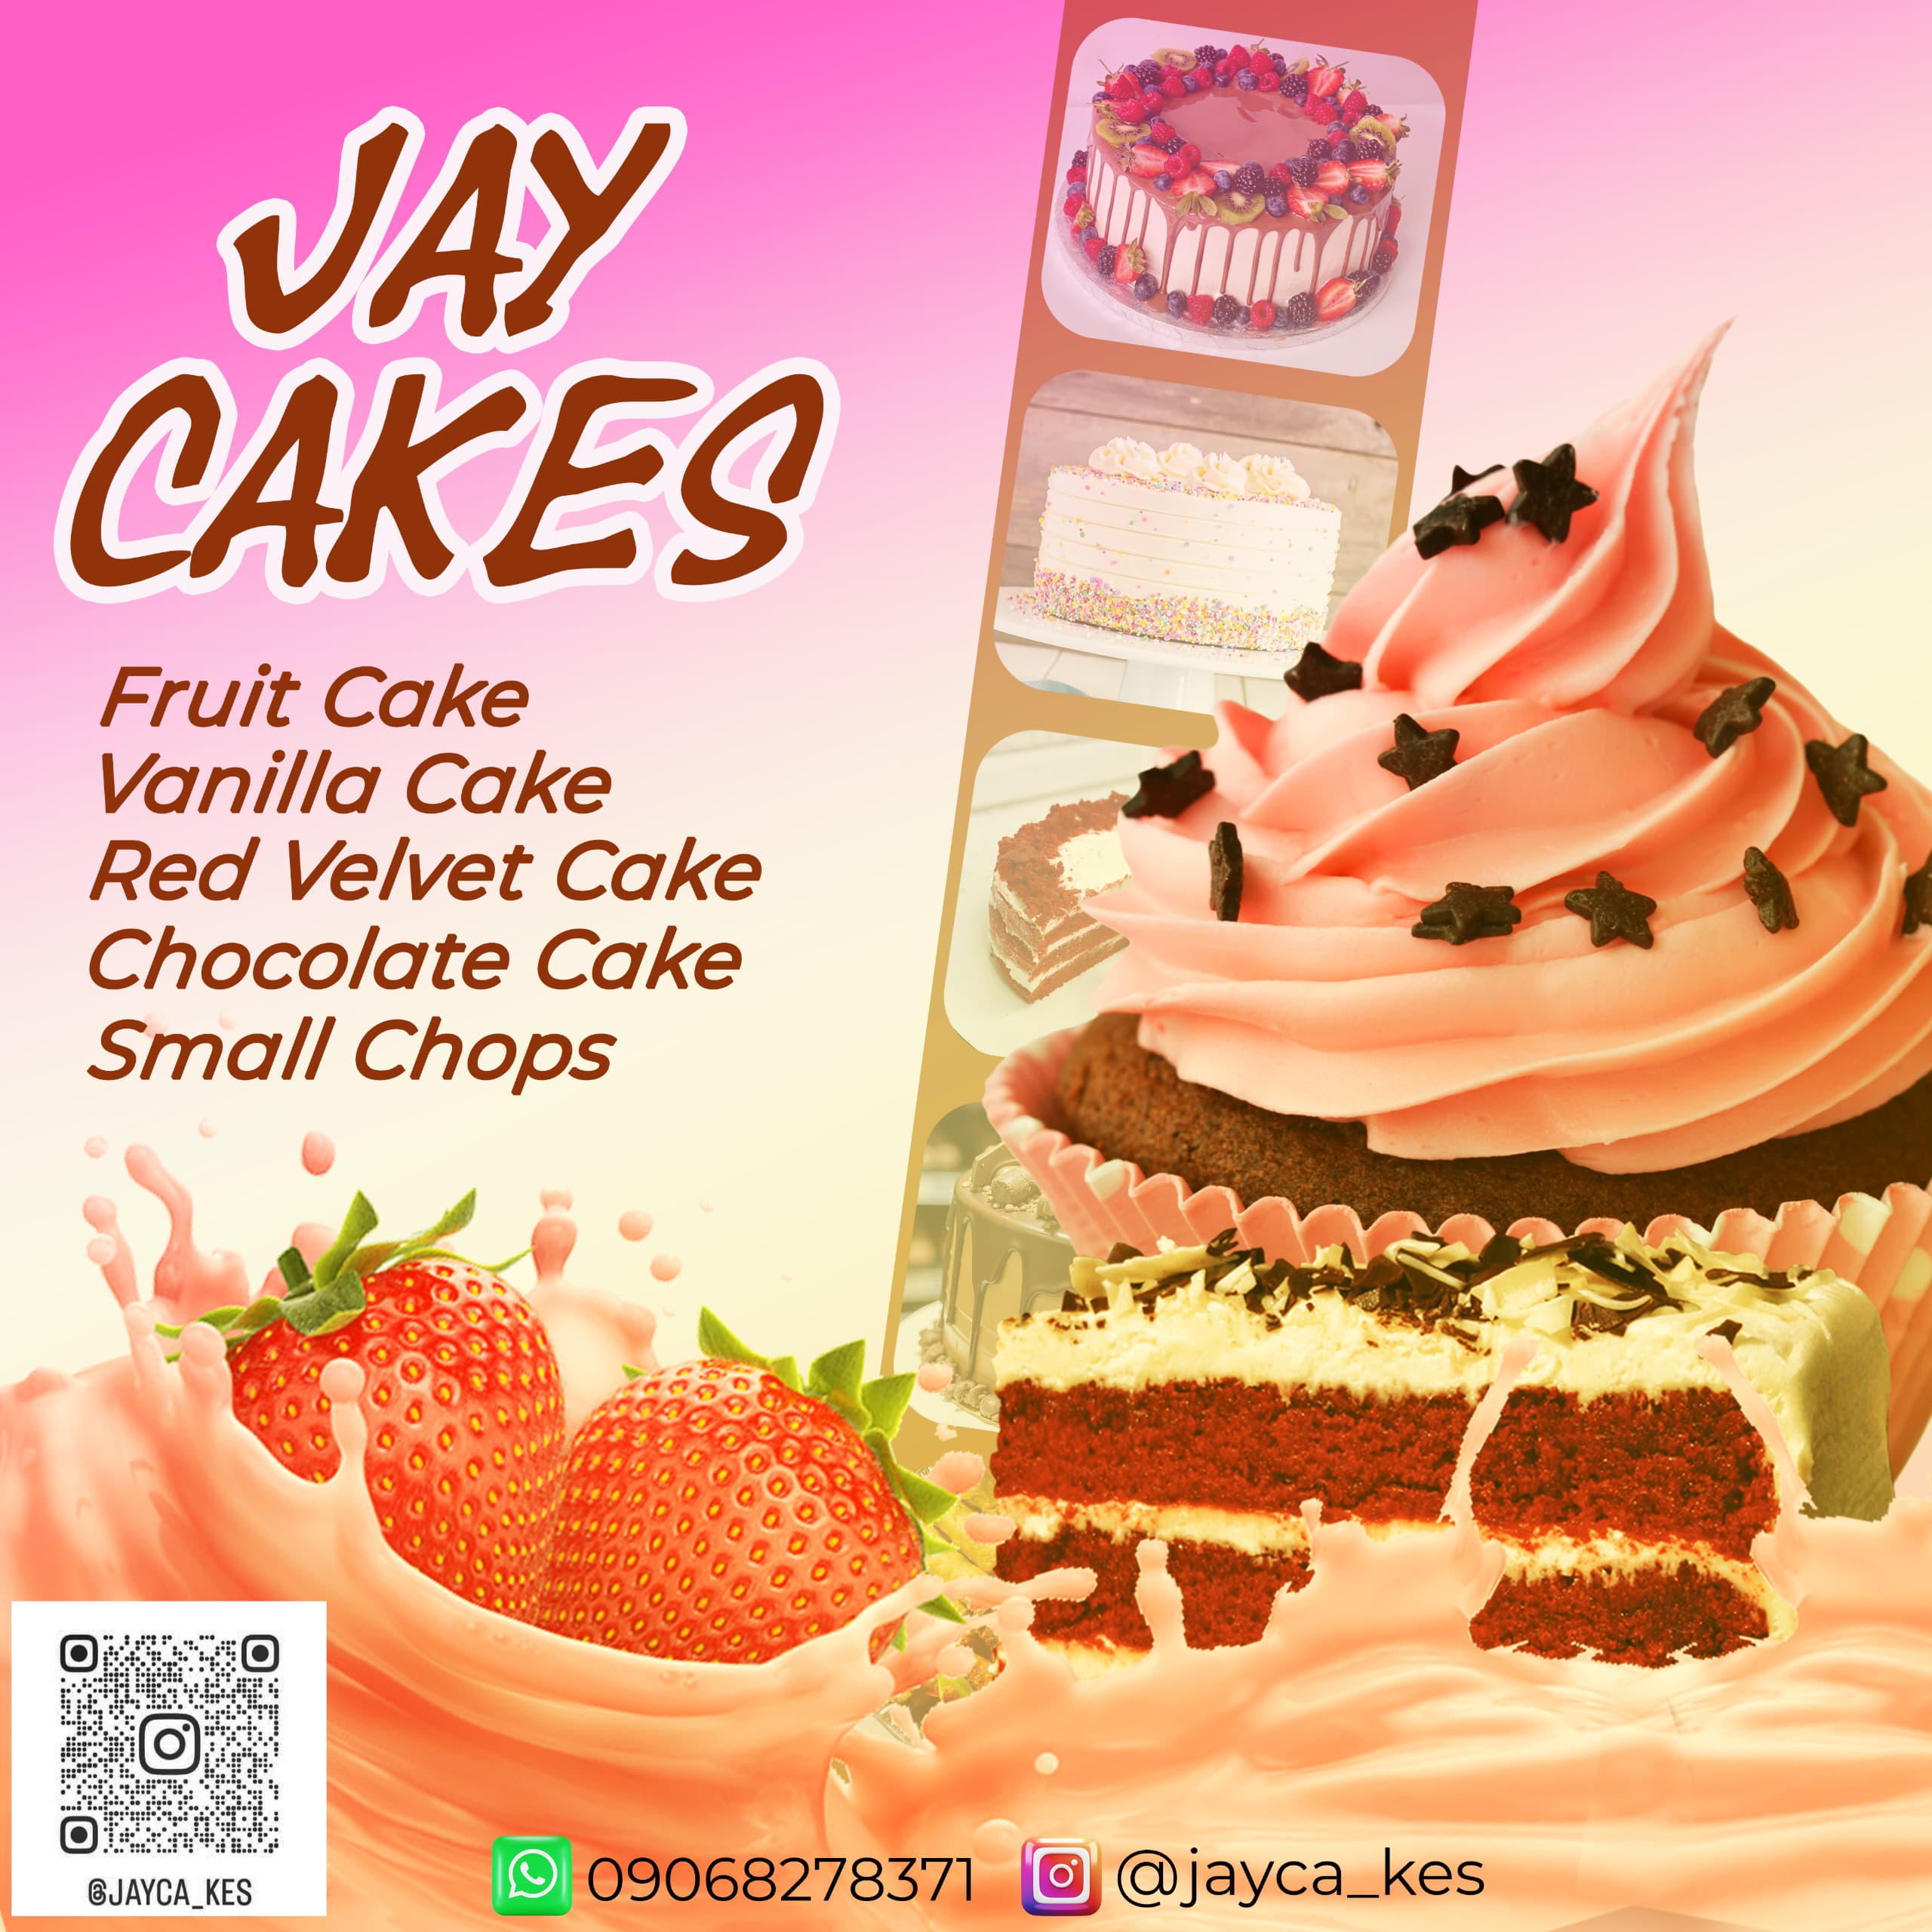 JAY
CAKES
Fruit Cake
Vanilla Cake
Red Velvet Cake
Chocolate Cake
Small Chops
@JAYCA_KES
09068278371
@jayca_kes